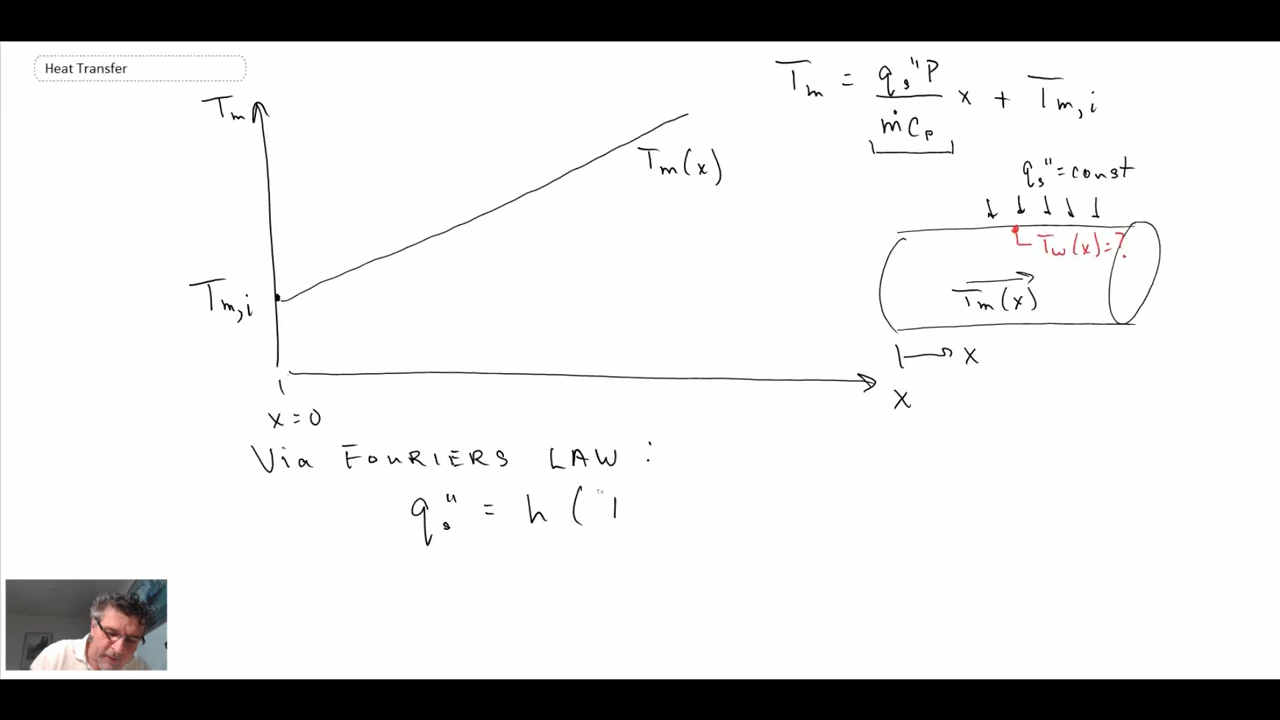 Heat Transfer
Tm
Tm = qs"P / ṁCp x + Tm,i
Tm(x)
qs" = const
Tw(x)=?
Tm(x)
Tm,i
x
x
x=0
Via FOURIERS LAW :
qs" = h (